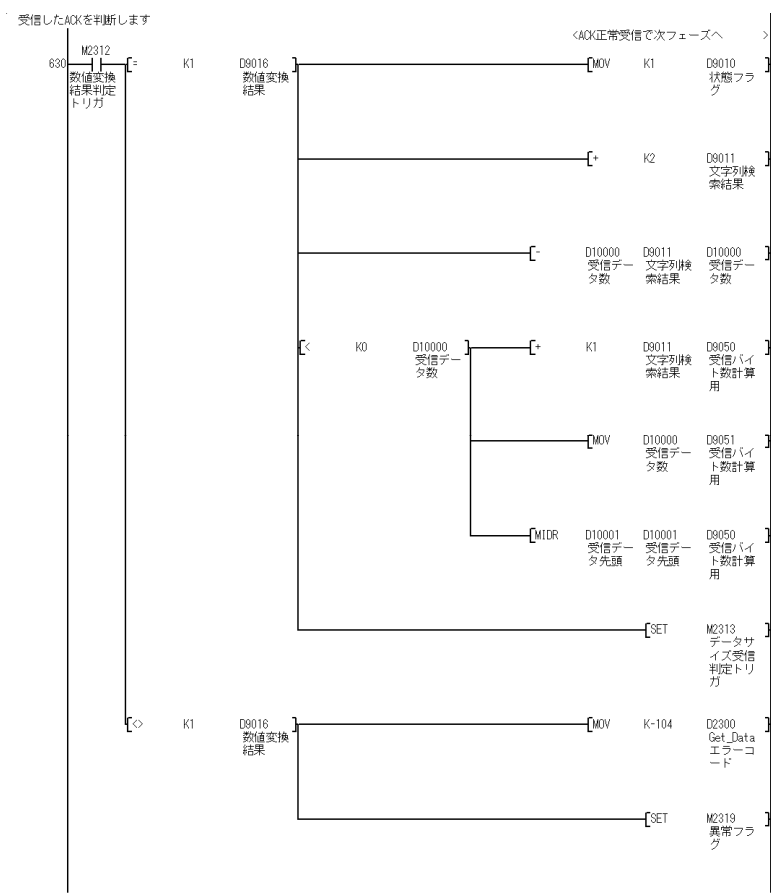 受信したACKを判断します
<ACK正常受信で次フェーズへ >
M2312
630 [= K1 D9016 ] [MOV K1 D9010 ]
数値変換
結果判定
トリガ
数値変換
結果
状態フラ
グ
[+ K2 D9011 ]
文字列検
索結果
[- D10000 D9011 D10000 ]
受信デー
タ数
文字列検
索結果
受信デー
タ数
[< K0 D10000 ] [+ K1 D9011 D9050 ]
受信デー
タ数
文字列検
索結果
受信バイ
ト数計算
用
[MOV D10000 D9051 ]
受信デー
タ数
受信バイ
ト数計算
用
[MIDR D10001 D10001 D9050 ]
受信デー
タ先頭
受信デー
タ先頭
受信バイ
ト数計算
用
[SET M2313 ]
データサ
イズ受信
判定トリ
ガ
[<> K1 D9016 ] [MOV K-104 D2300 ]
数値変換
結果
Get_Data
エラーコ
ード
[SET M2319 ]
異常フラ
グ